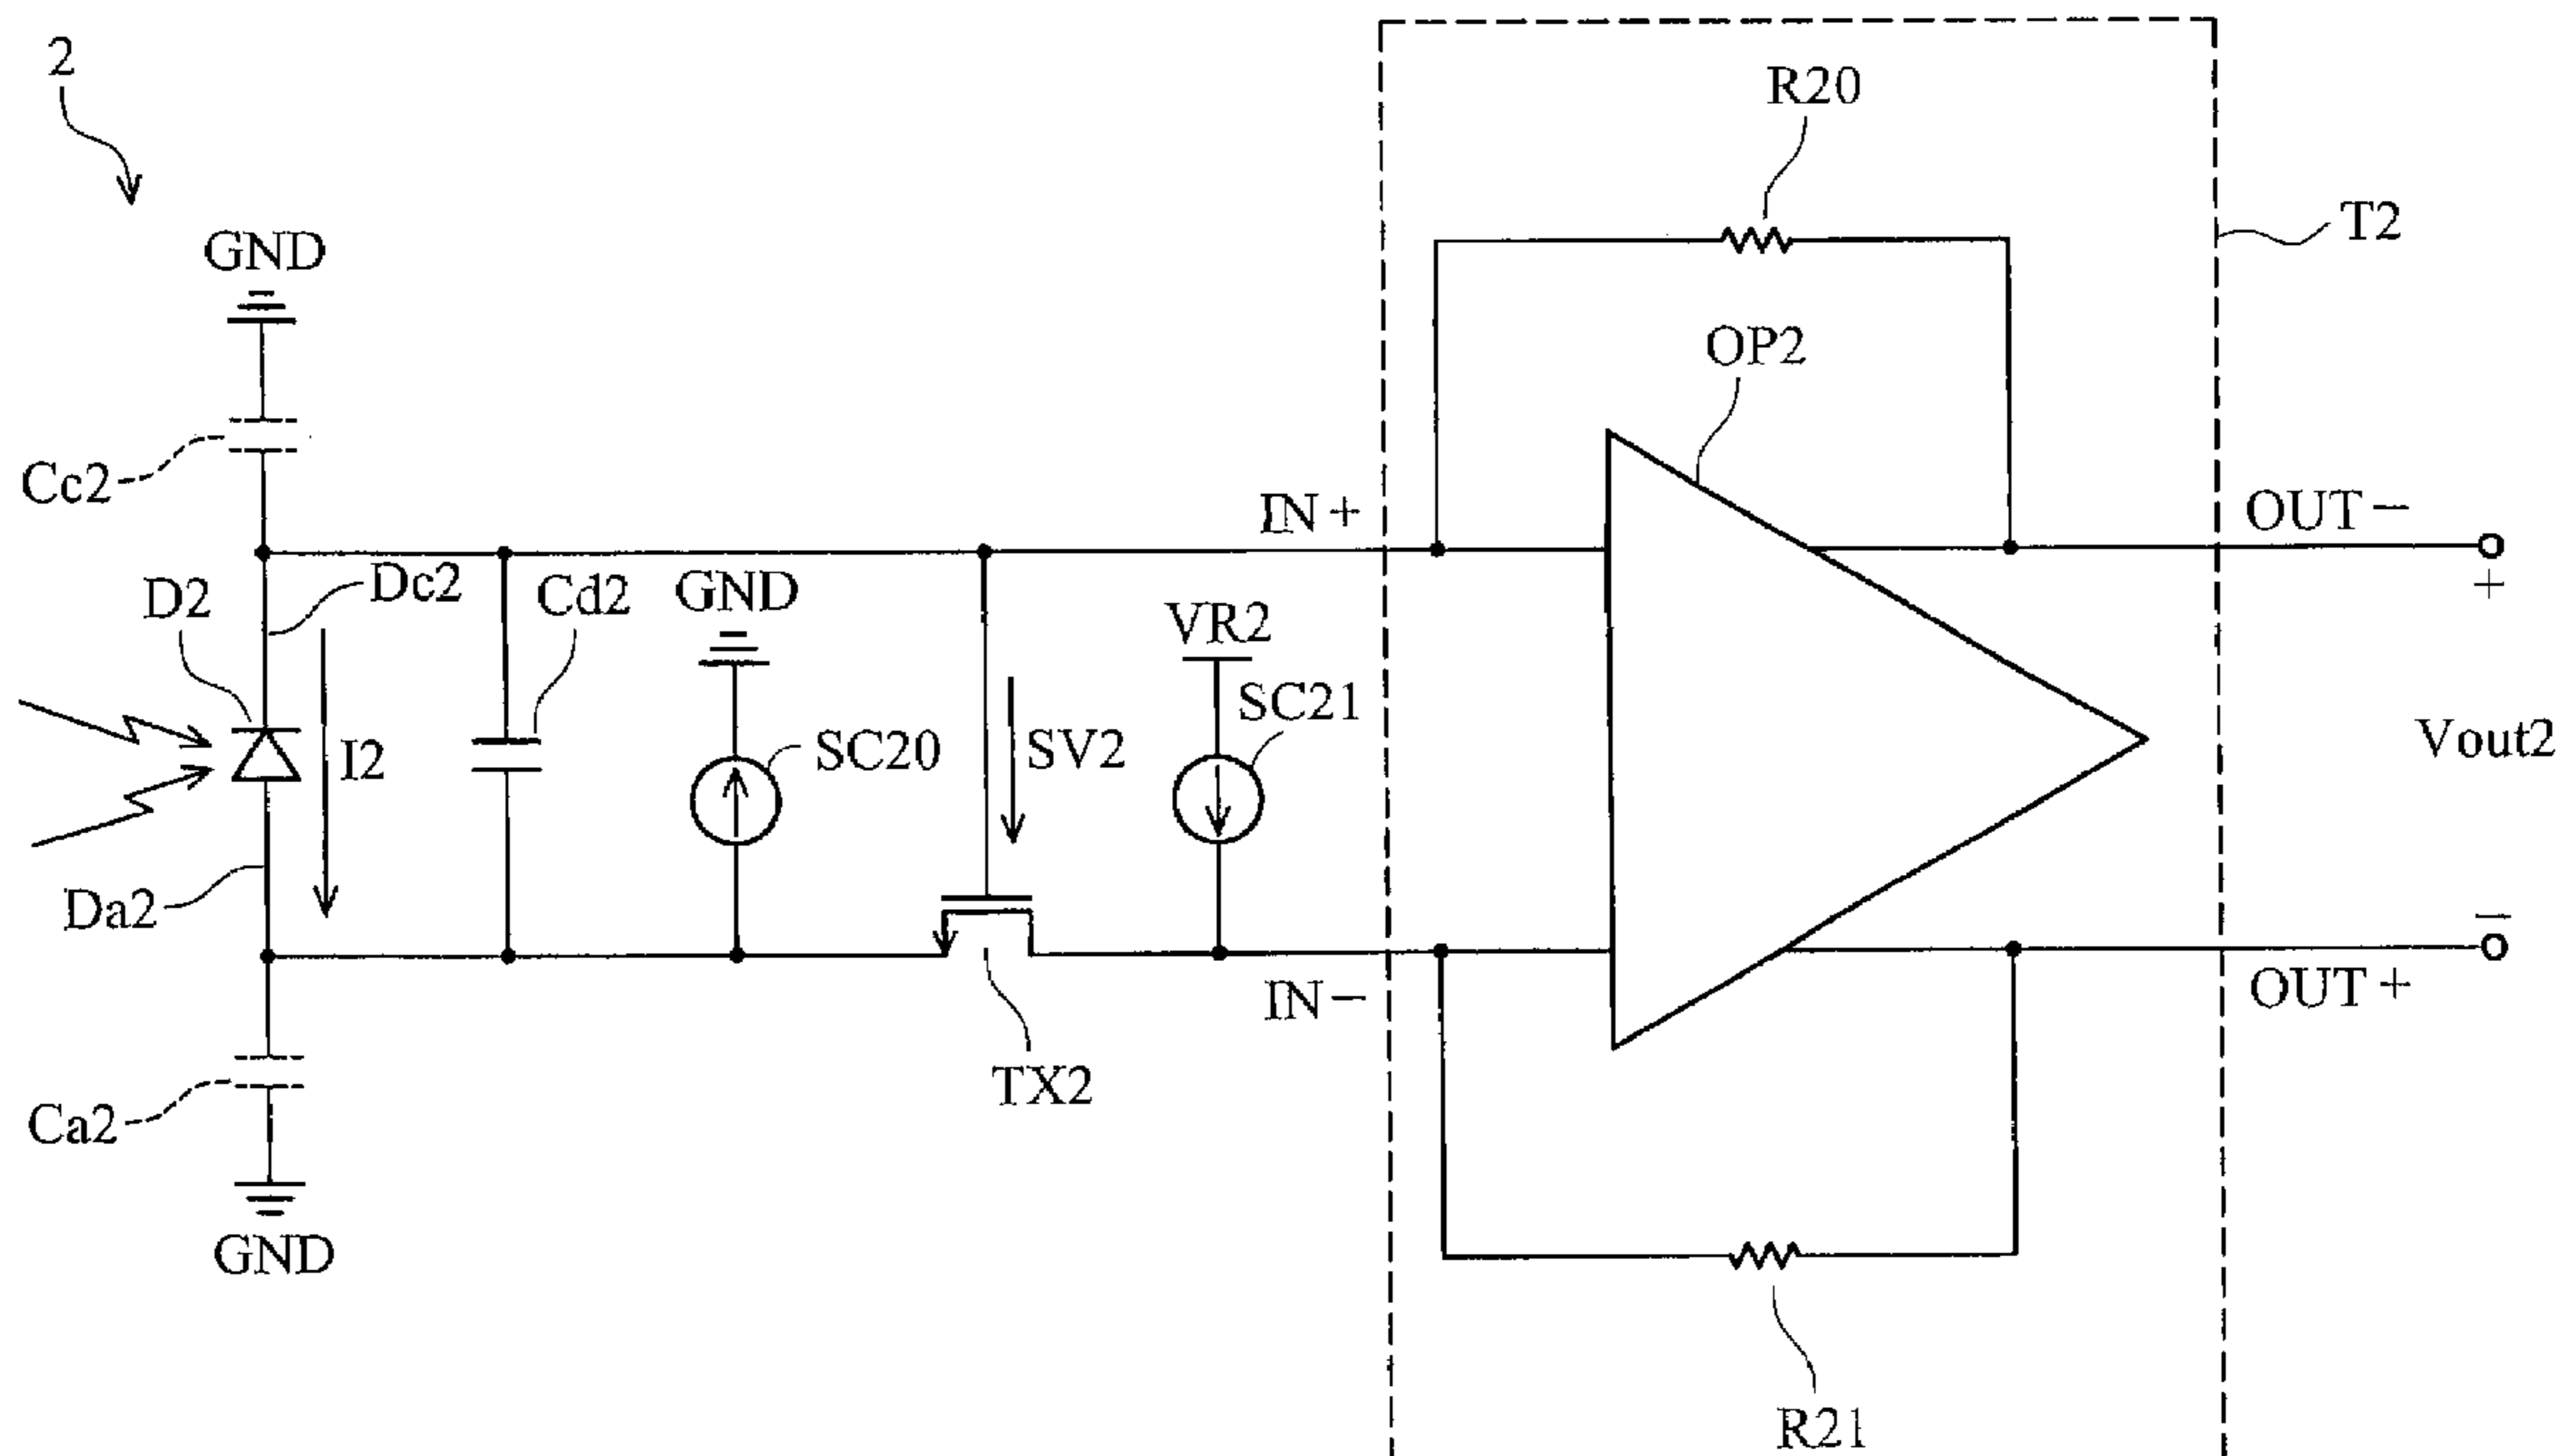 2
R20
T2
GND
OP2
Cc2
IN+
OUT−
+
D2
Dc2
Cd2
GND
VR2
SC21
I2
SC20
SV2
Vout2
Da2
−
IN−
OUT+
TX2
Ca2
GND
R21